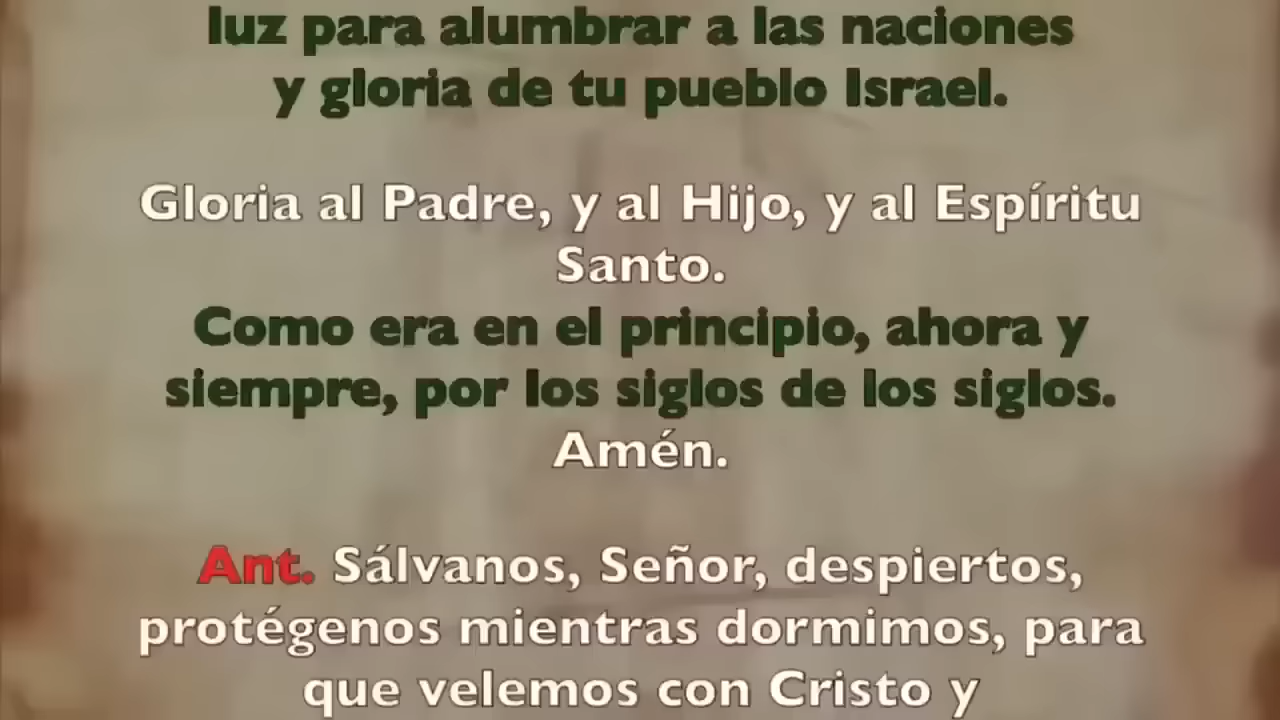 luz para alumbrar a las naciones
y gloria de tu pueblo Israel.
Gloria al Padre, y al Hijo, y al Espíritu
Santo.
Como era en el principio, ahora y
siempre, por los siglos de los siglos.
Amén.
Ant. Sálvanos, Señor, despiertos,
protégenos mientras dormimos, para
que velemos con Cristo y